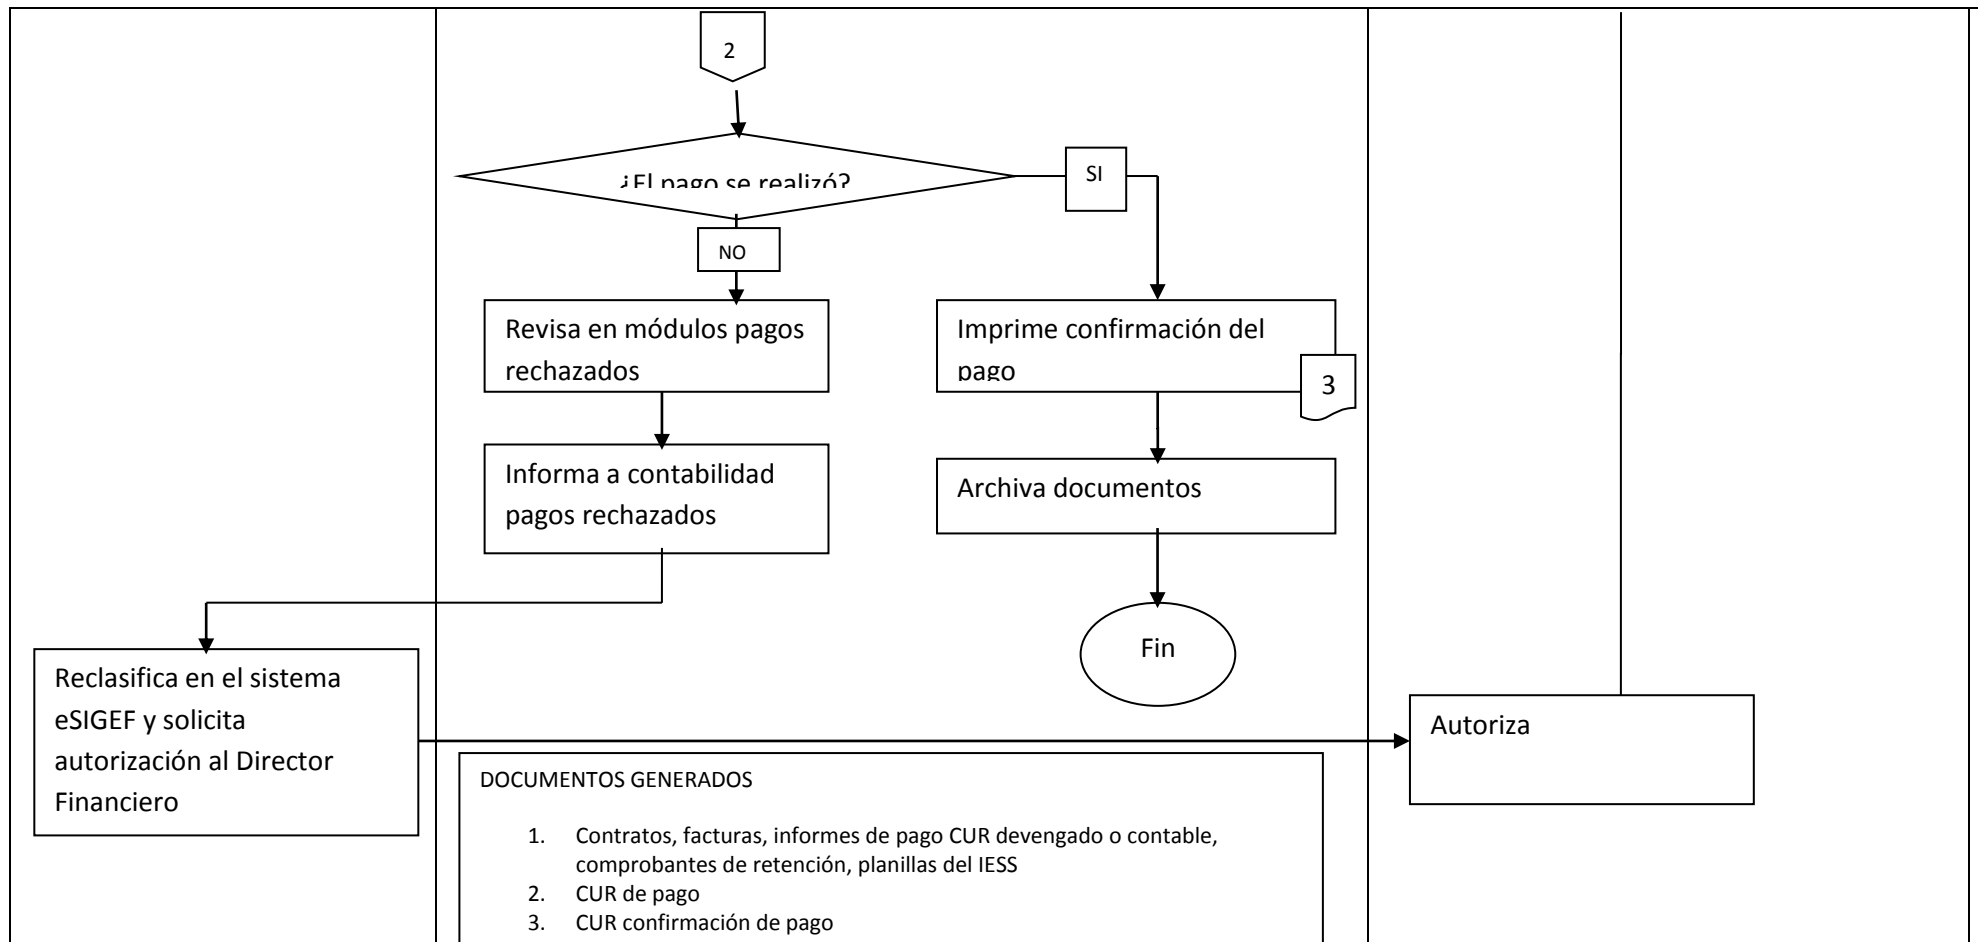 2
¿El pago se realizó?
SI
NO
Revisa en módulos pagos
rechazados
Imprime confirmación del
pago
3
Informa a contabilidad
pagos rechazados
Archiva documentos
Fin
Reclasifica en el sistema
eSIGEF y solicita
autorización al Director
Financiero
Autoriza
DOCUMENTOS GENERADOS
1. Contratos, facturas, informes de pago CUR devengado o contable,
comprobantes de retención, planillas del IESS
2. CUR de pago
3. CUR confirmación de pago